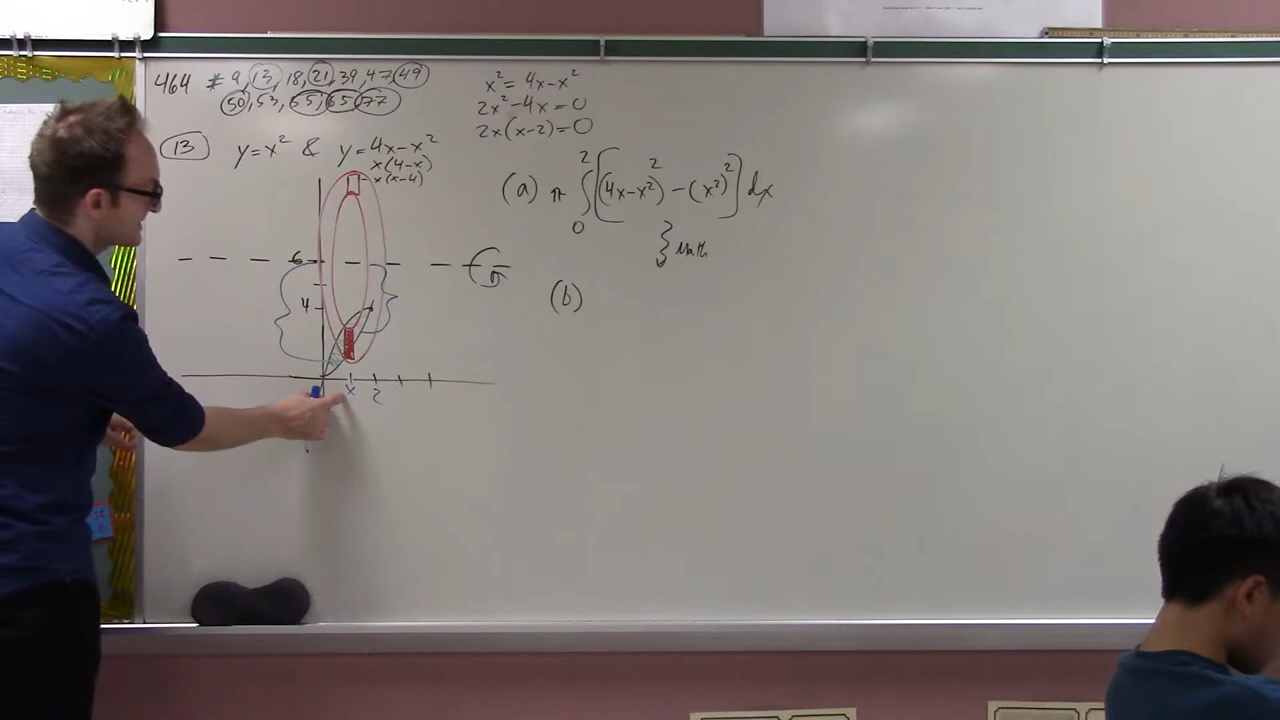 464 # 9, 13, 18, 21, 39, 47, 49
50, 53, 65, 65, 77
x² = 4x-x²
2x²-4x=0
2x(x-2)=0
13 y=x² & y=4x-x²
x(4-x)
-x(x-4)
(a) π ∫₀² [(4x-x²)² - (x²)²] dx
} Math
6
(b)
4
x 2